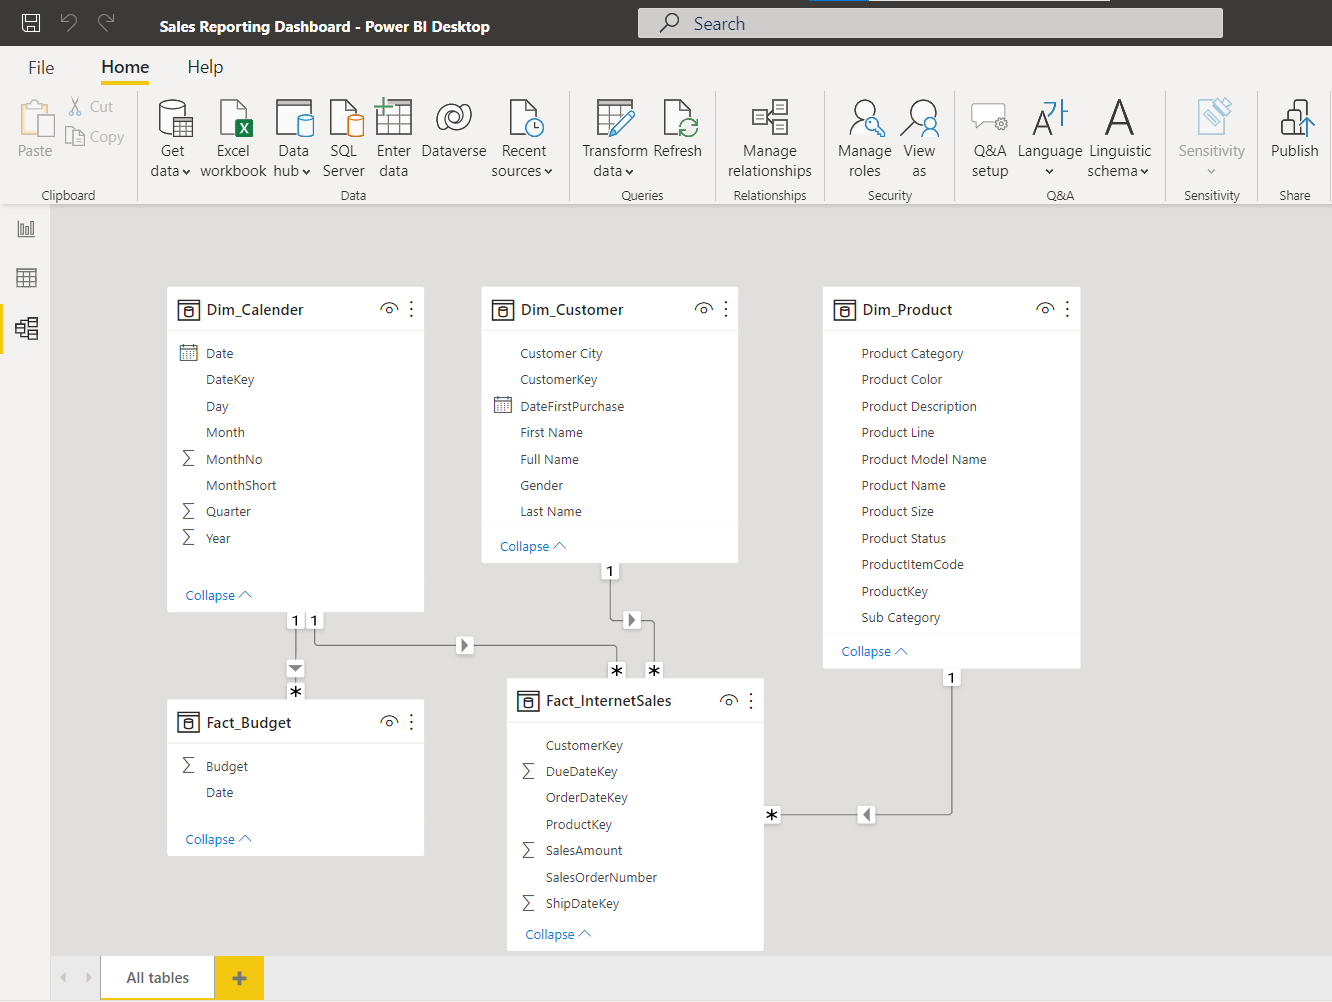 Sales Reporting Dashboard - Power BI Desktop
Search
File Home Help
Paste
Cut
Copy
Clipboard
Get data
Excel workbook
Data hub
SQL Server
Enter data
Dataverse
Recent sources
Data
Transform data
Refresh
Queries
Manage relationships
Relationships
Manage roles
View as
Security
Q&A setup
Language
Linguistic schema
Q&A
Sensitivity
Sensitivity
Publish
Share
Dim_Calender
Date
DateKey
Day
Month
MonthNo
MonthShort
Quarter
Year
Collapse
Dim_Customer
Customer City
CustomerKey
DateFirstPurchase
First Name
Full Name
Gender
Last Name
Collapse
Dim_Product
Product Category
Product Color
Product Description
Product Line
Product Model Name
Product Name
Product Size
Product Status
ProductItemCode
ProductKey
Sub Category
Collapse
1 1
1
1
*
* *
*
Fact_Budget
Budget
Date
Collapse
Fact_InternetSales
CustomerKey
DueDateKey
OrderDateKey
ProductKey
SalesAmount
SalesOrderNumber
ShipDateKey
Collapse
All tables